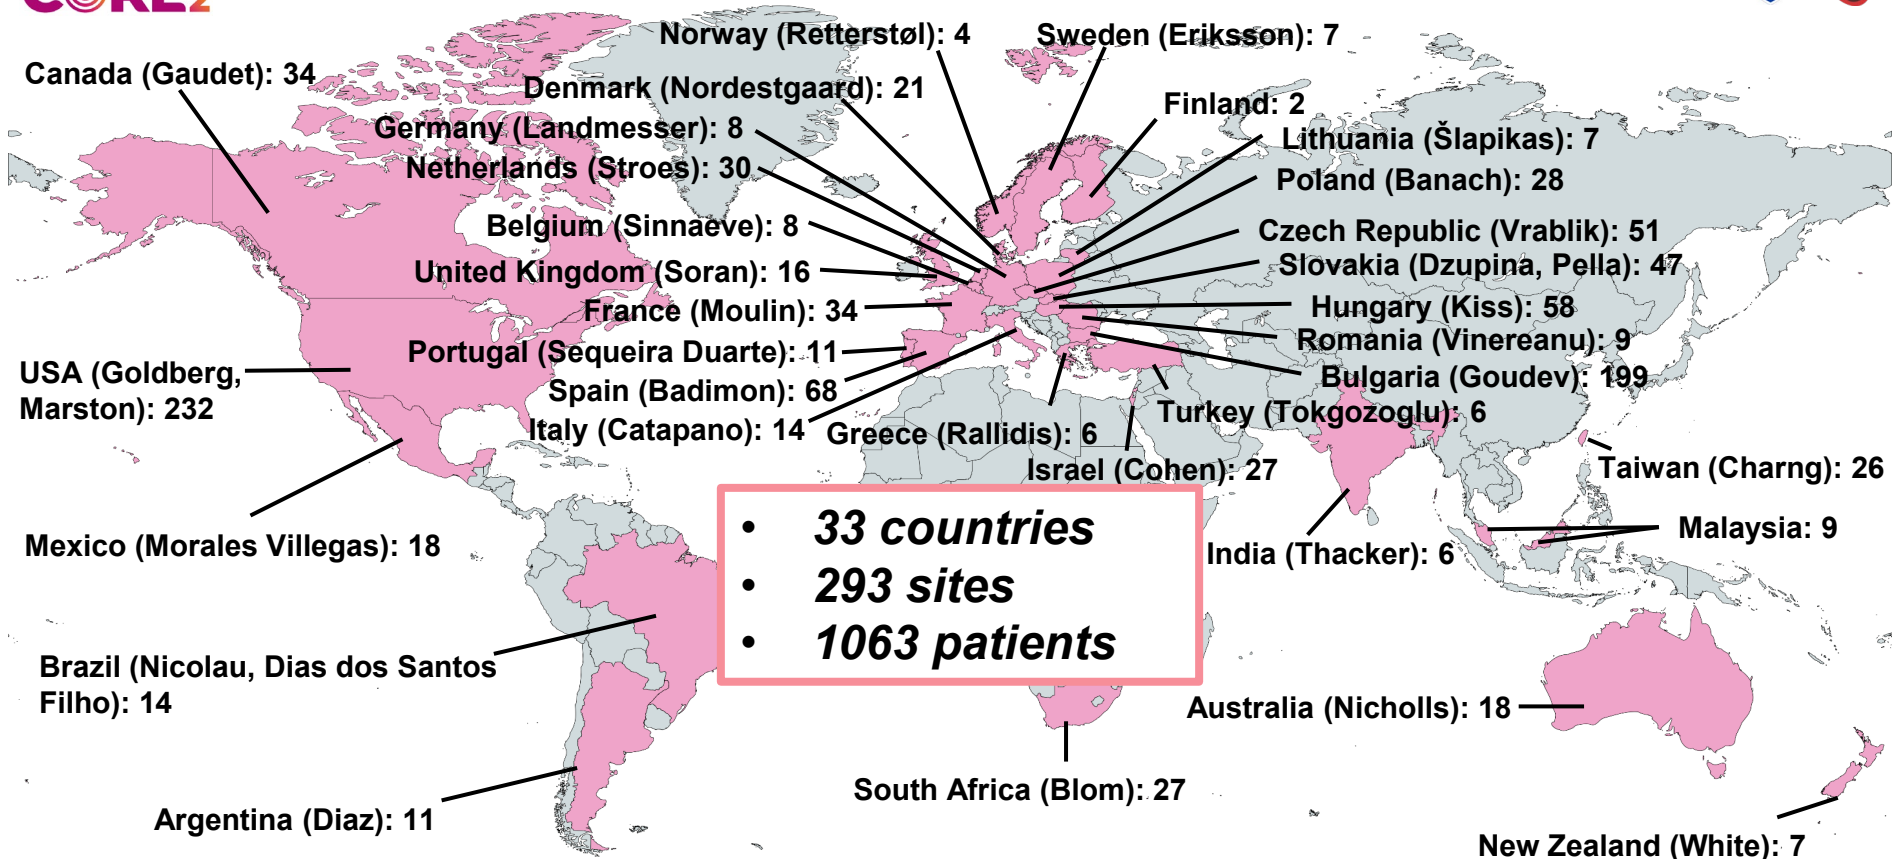 CORE2
Norway (Retterstøl): 4
Sweden (Eriksson): 7
Canada (Gaudet): 34
Denmark (Nordestgaard): 21
Finland: 2
Germany (Landmesser): 8
Lithuania (Šlapikas): 7
Netherlands (Stroes): 30
Poland (Banach): 28
Belgium (Sinnaeve): 8
Czech Republic (Vrablik): 51
United Kingdom (Soran): 16
Slovakia (Dzupina, Pella): 47
France (Moulin): 34
Hungary (Kiss): 58
Romania (Vinereanu): 9
Portugal (Sequeira Duarte): 11
USA (Goldberg,
Marston): 232
Bulgaria (Goudev): 199
Spain (Badimon): 68
Turkey (Tokgozoglu): 6
Italy (Catapano): 14
Greece (Rallidis): 6
Israel (Cohen): 27
Taiwan (Charng): 26
• 33 countries
• 293 sites
• 1063 patients
Malaysia: 9
Mexico (Morales Villegas): 18
India (Thacker): 6
Brazil (Nicolau, Dias dos Santos
Filho): 14
Australia (Nicholls): 18
South Africa (Blom): 27
Argentina (Diaz): 11
New Zealand (White): 7